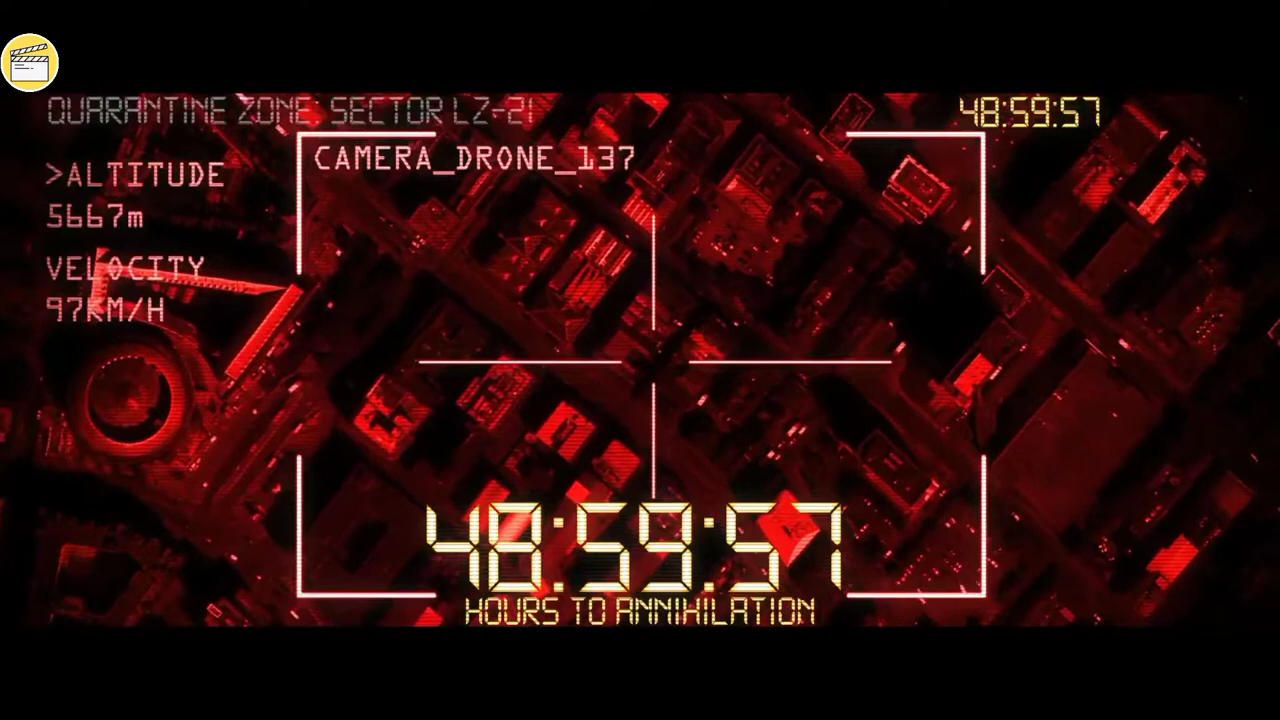 QUARANTINE ZONE: SECTOR LZ-21
48:59:57
CAMERA_DRONE_137
>ALTITUDE
5667m
VELOCITY
97KM/H
48:59:57
HOURS TO ANNIHILATION